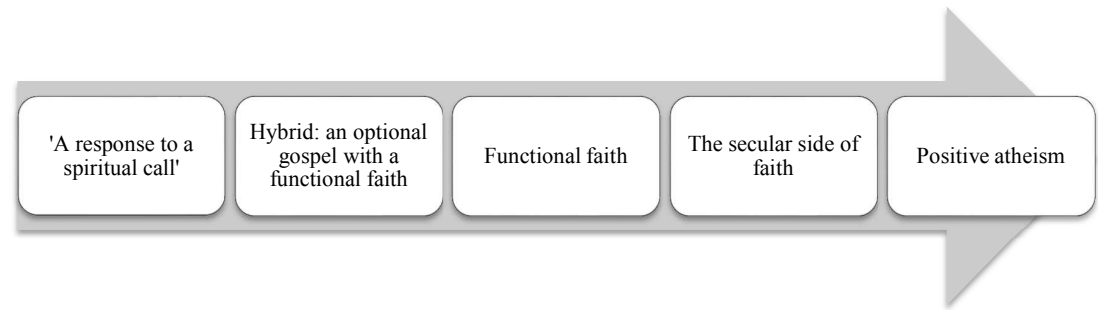 'A response to a
spiritual call'
Hybrid: an optional
gospel with a
functional faith
Functional faith
The secular side of
faith
Positive atheism